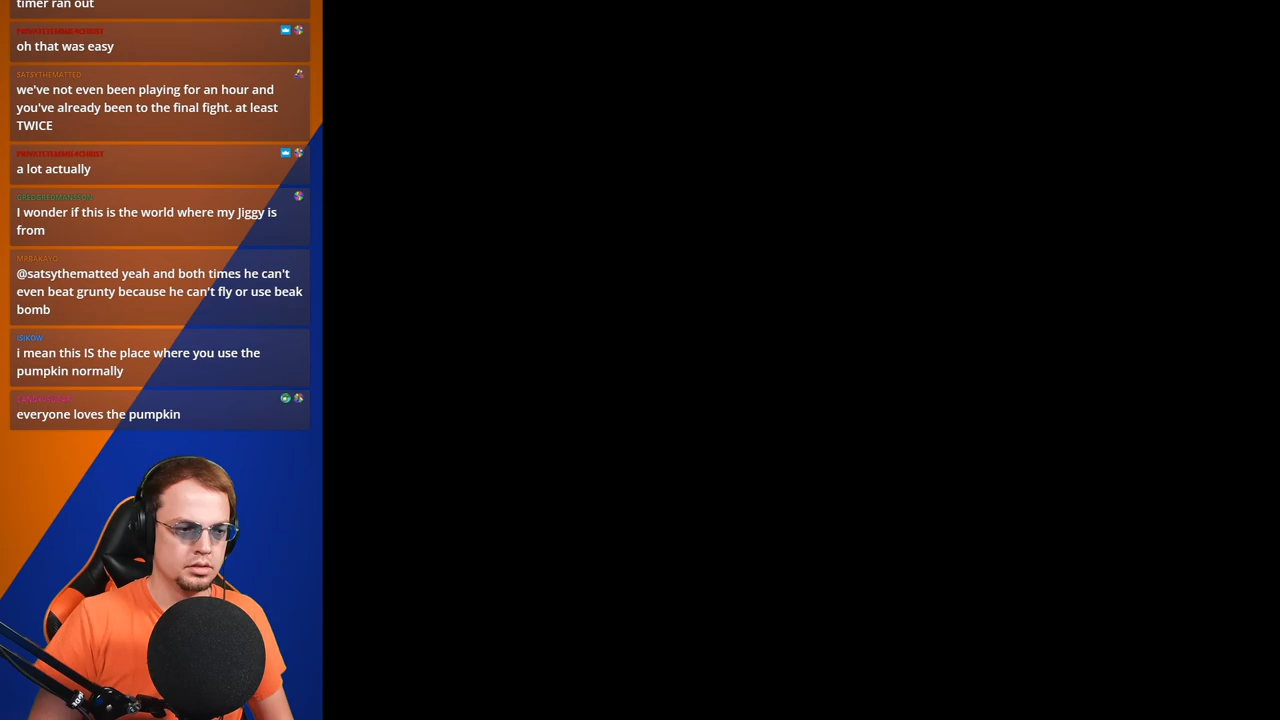 timer ran out
oh that was easy
SATSYTHEMATTED
we've not even been playing for an hour and
you've already been to the final fight. at least
TWICE
a lot actually
I wonder if this is the world where my Jiggy is
from
MRBAKAYO
@satsythematted yeah and both times he can't
even beat grunty because he can't fly or use beak
bomb
ISIKOW
i mean this IS the place where you use the
pumpkin normally
everyone loves the pumpkin